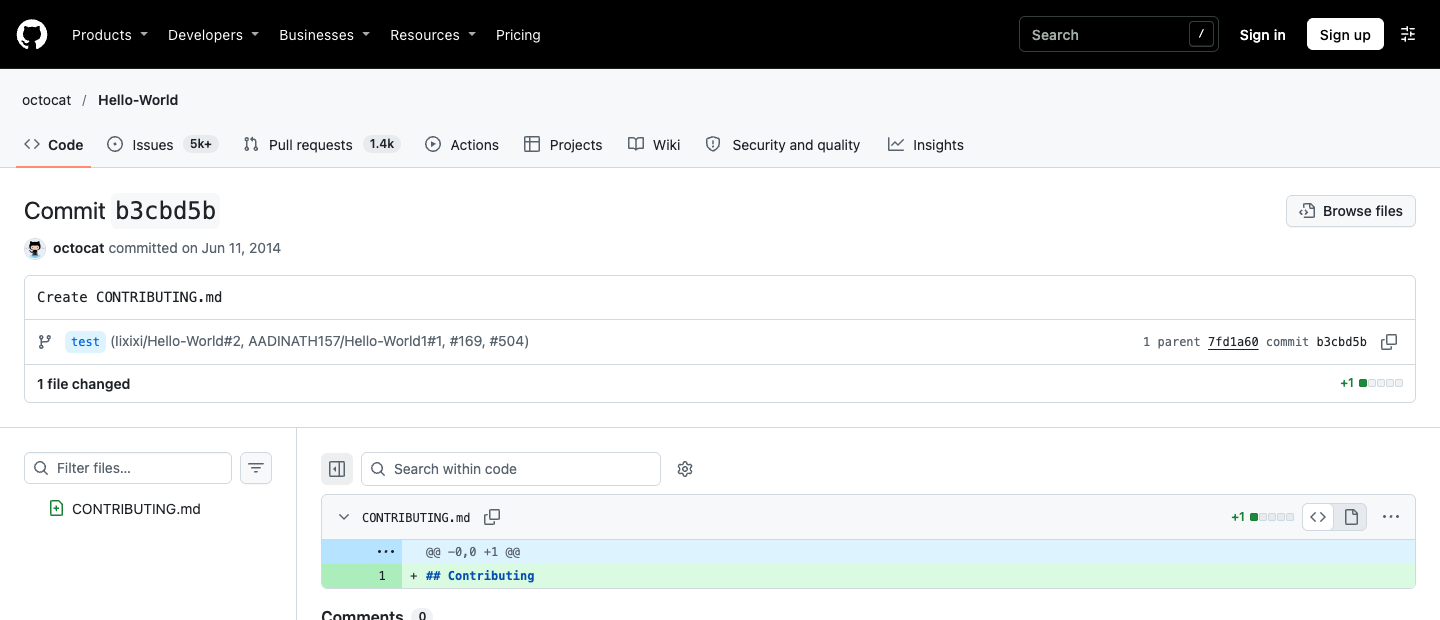 Products Developers Businesses Resources Pricing Search / Sign in Sign up
octocat / Hello-World
Code Issues 5k+ Pull requests 1.4k Actions Projects Wiki Security and quality Insights
Commit b3cbd5b Browse files
octocat committed on Jun 11, 2014
Create CONTRIBUTING.md
test (lixixi/Hello-World#2, AADINATH157/Hello-World1#1, #169, #504) 1 parent 7fd1a60 commit b3cbd5b
1 file changed +1
Filter files... Search within code
CONTRIBUTING.md
CONTRIBUTING.md +1
@@ -0,0 +1 @@
1 + ## Contributing
Comments 0